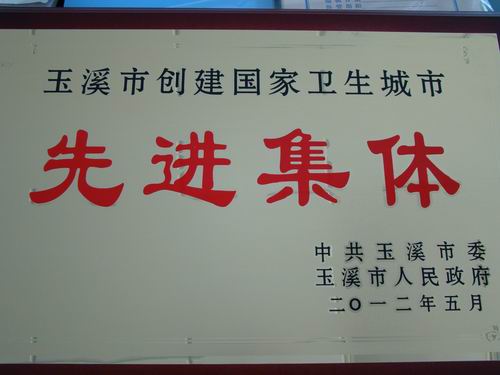 玉溪市创建国家卫生城市
先进集体
中共玉溪市委
玉溪市人民政府
二〇一二年五月